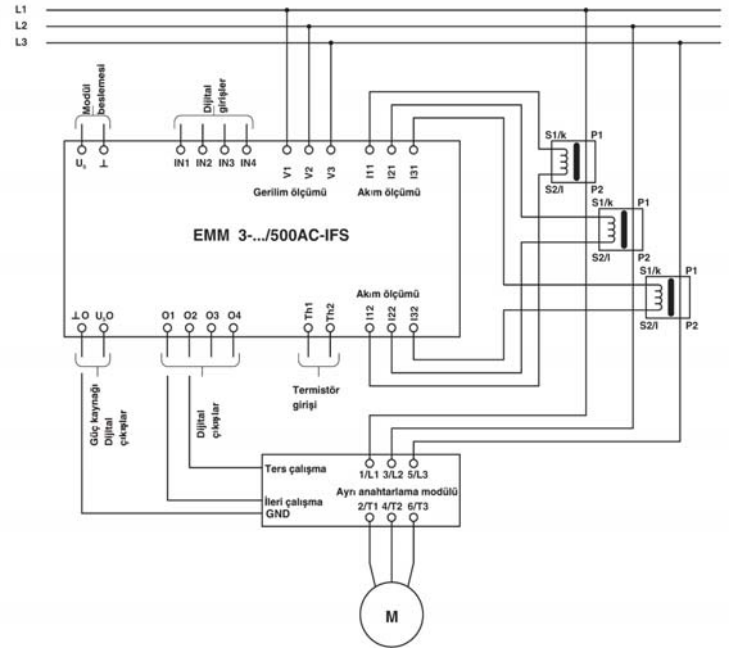 L1
L2
L3
Modül
beslemesi
Dijital
girişler
Us
⊥
IN1
IN2
IN3
IN4
V1
V2
V3
I11
I21
I31
Gerilim ölçümü
Akım ölçümü
EMM 3-.../500AC-IFS
S1/k
P1
S2/l
P2
S1/k
P1
S2/l
P2
S1/k
P1
S2/l
P2
Akım ölçümü
⊥O
UsO
O1
O2
O3
O4
Th1
Th2
I12
I22
I32
Güç kaynağı
Dijital
çıkışlar
Dijital
çıkışlar
Termistör
girişi
Ters çalışma
1/L1 3/L2 5/L3
Ayrı anahtarlama modülü
İleri çalışma
GND
2/T1 4/T2 6/T3
M